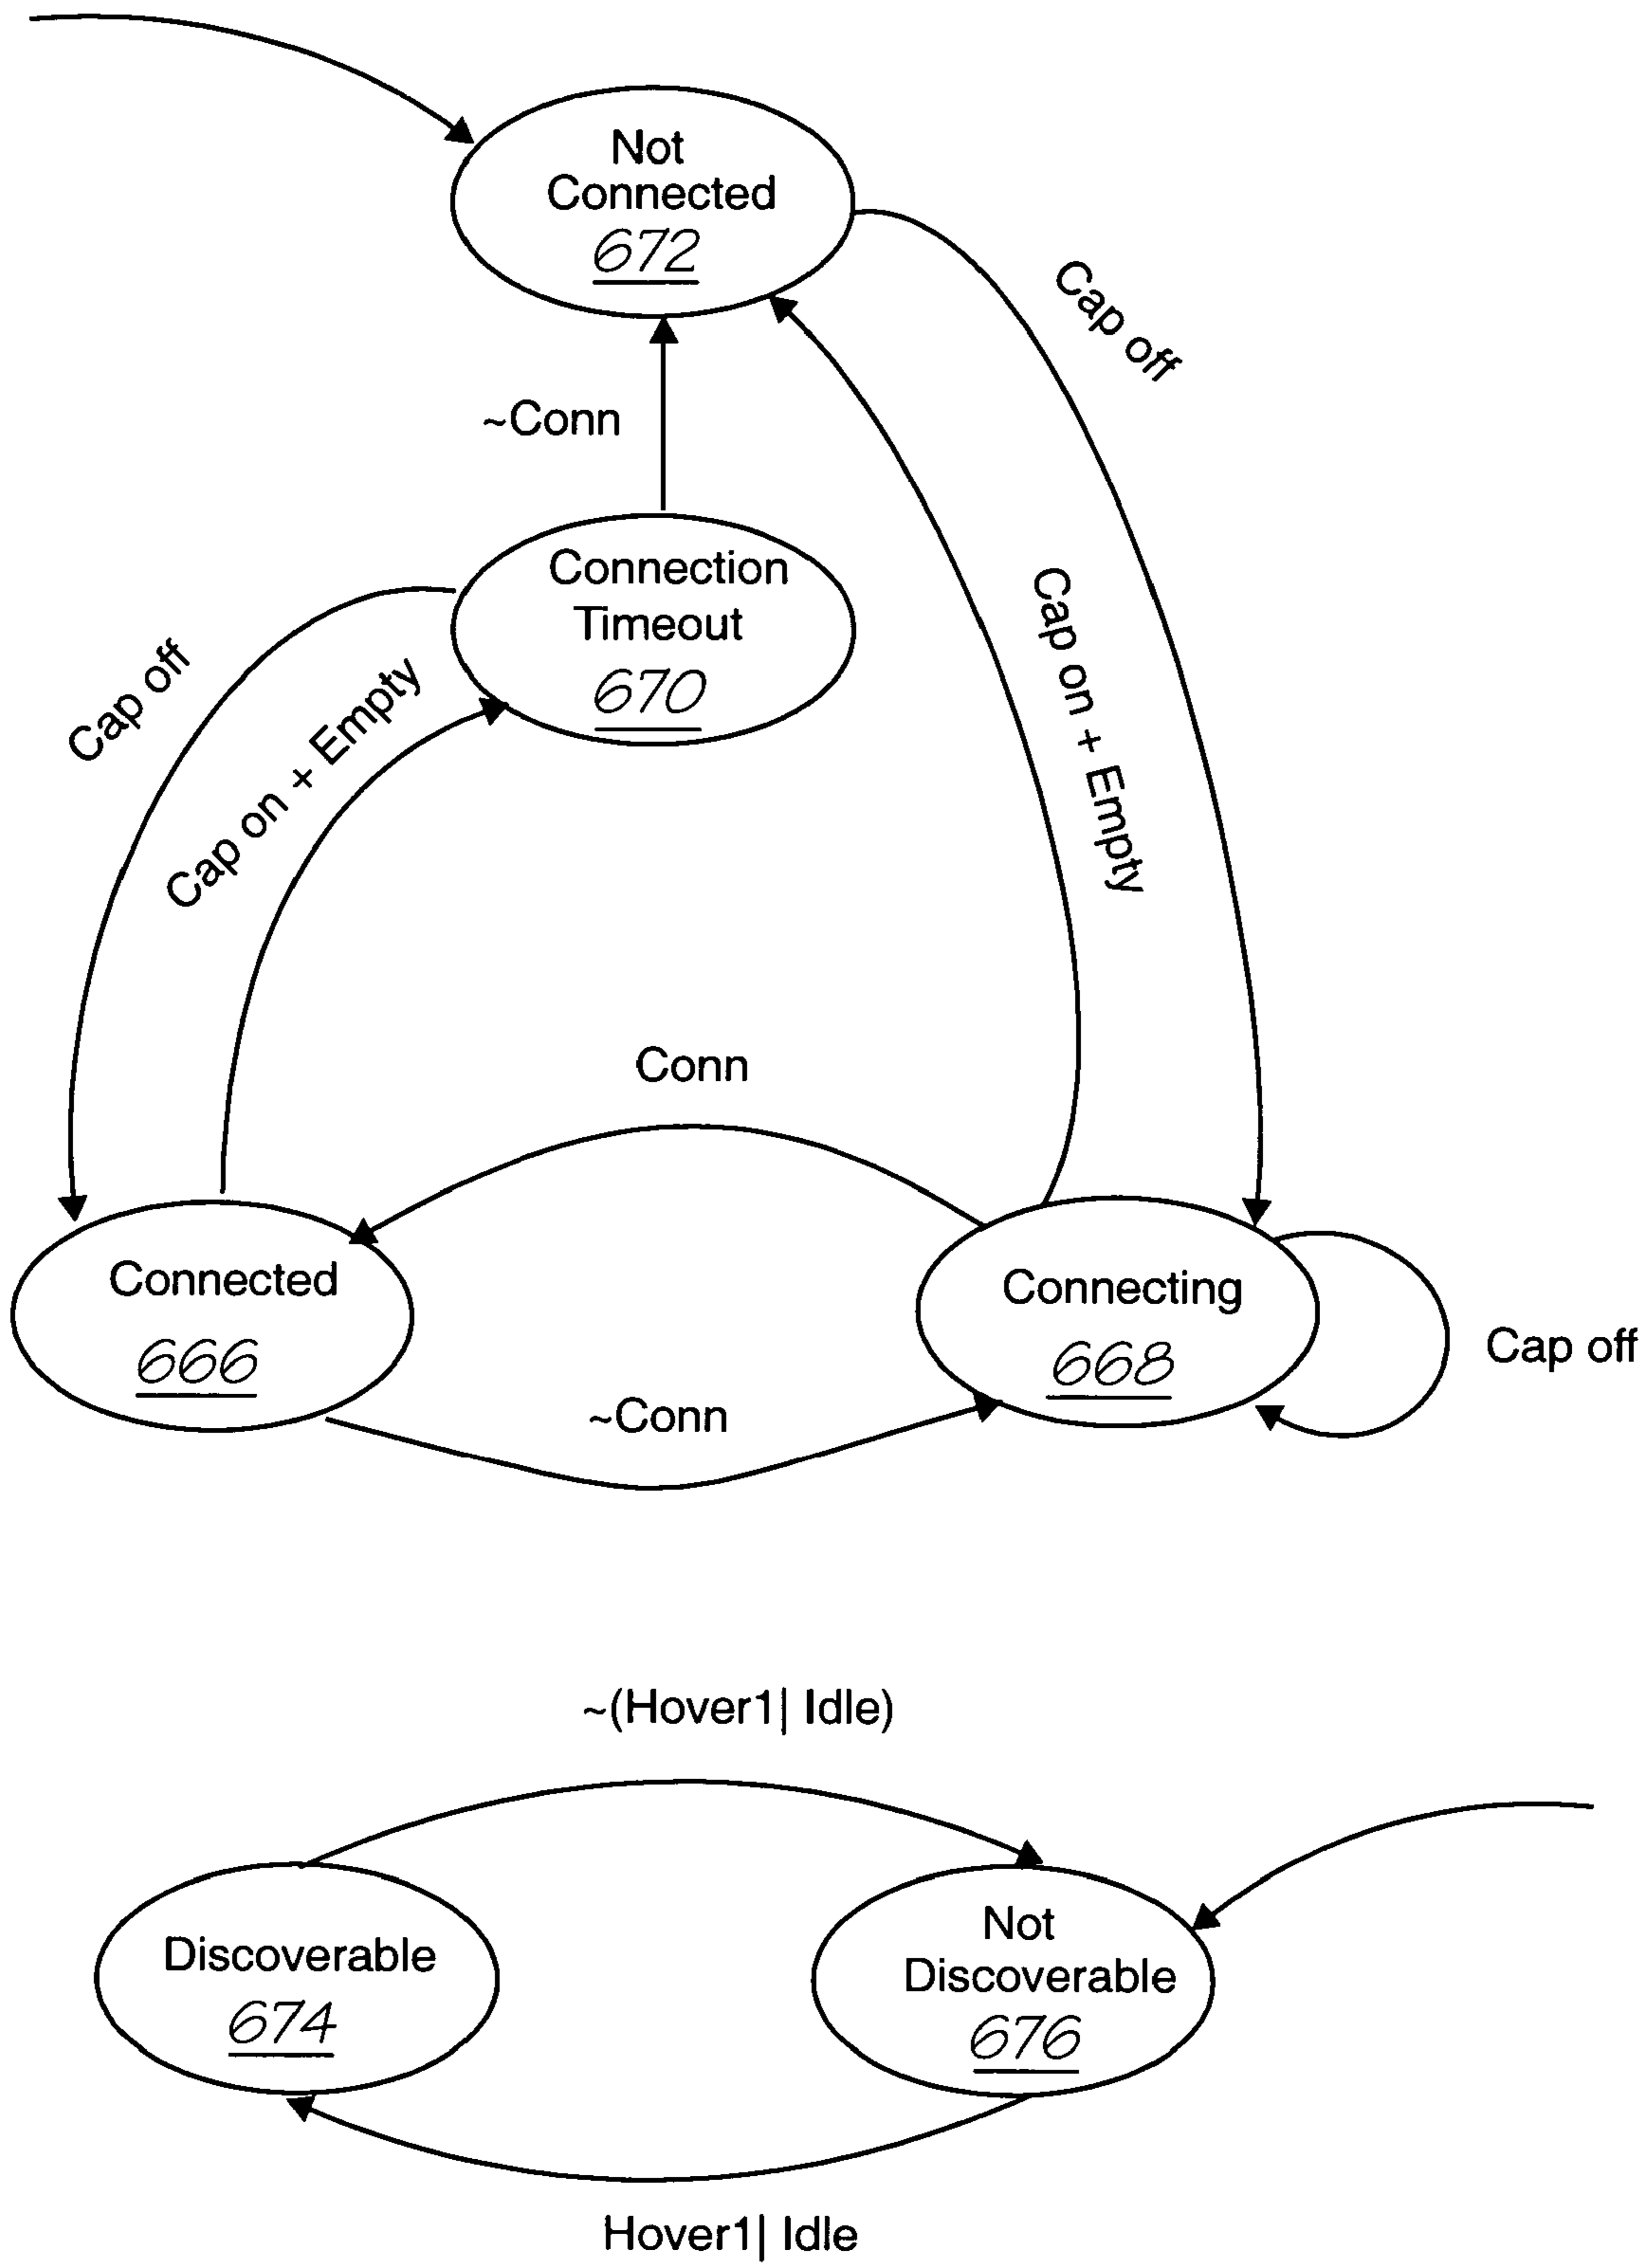 Not
Connected
672
Cap off
~Conn
Connection
Timeout
670
Cap off
Cap on + Empty
Cap on + Empty
Conn
Connected
666
Connecting
668
Cap off
~Conn
~(Hover1| Idle)
Discoverable
674
Not
Discoverable
676
Hover1| Idle